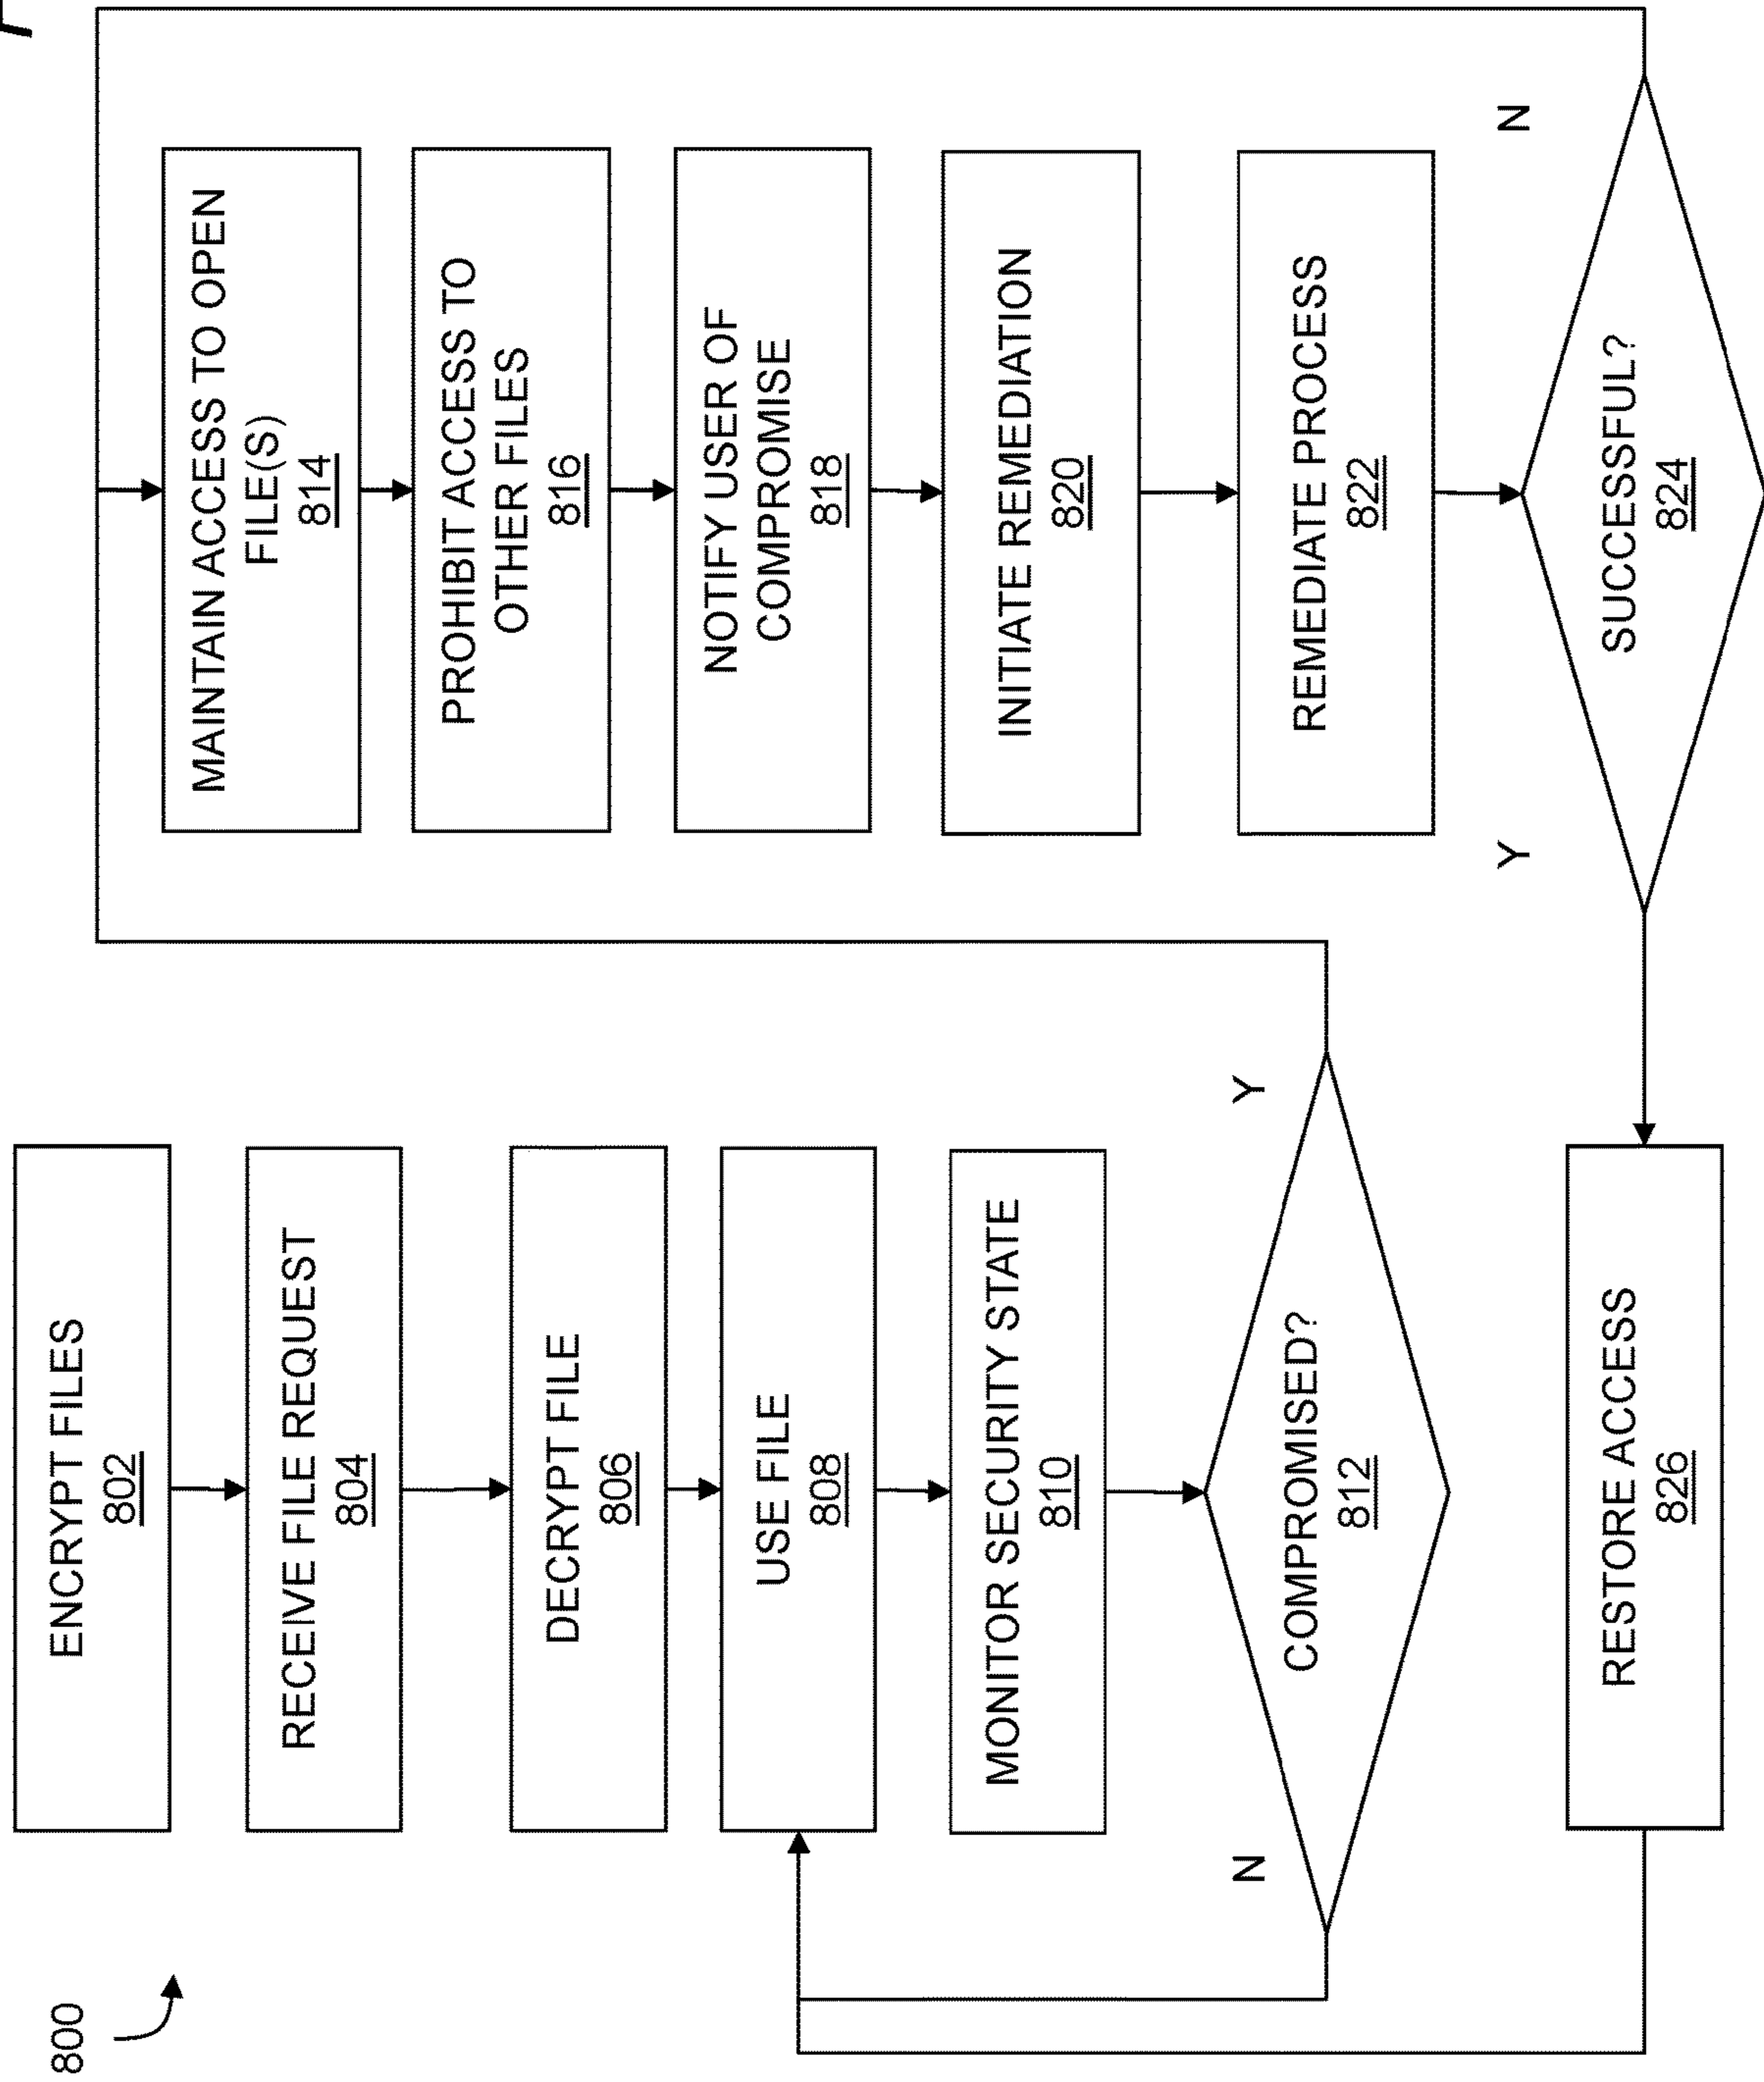 800
ENCRYPT FILES
802
RECEIVE FILE REQUEST
804
DECRYPT FILE
806
USE FILE
808
MONITOR SECURITY STATE
810
COMPROMISED?
812
N
Y
MAINTAIN ACCESS TO OPEN
FILE(S)
814
PROHIBIT ACCESS TO
OTHER FILES
816
NOTIFY USER OF
COMPROMISE
818
INITIATE REMEDIATION
820
REMEDIATE PROCESS
822
SUCCESSFUL?
824
Y
N
RESTORE ACCESS
826